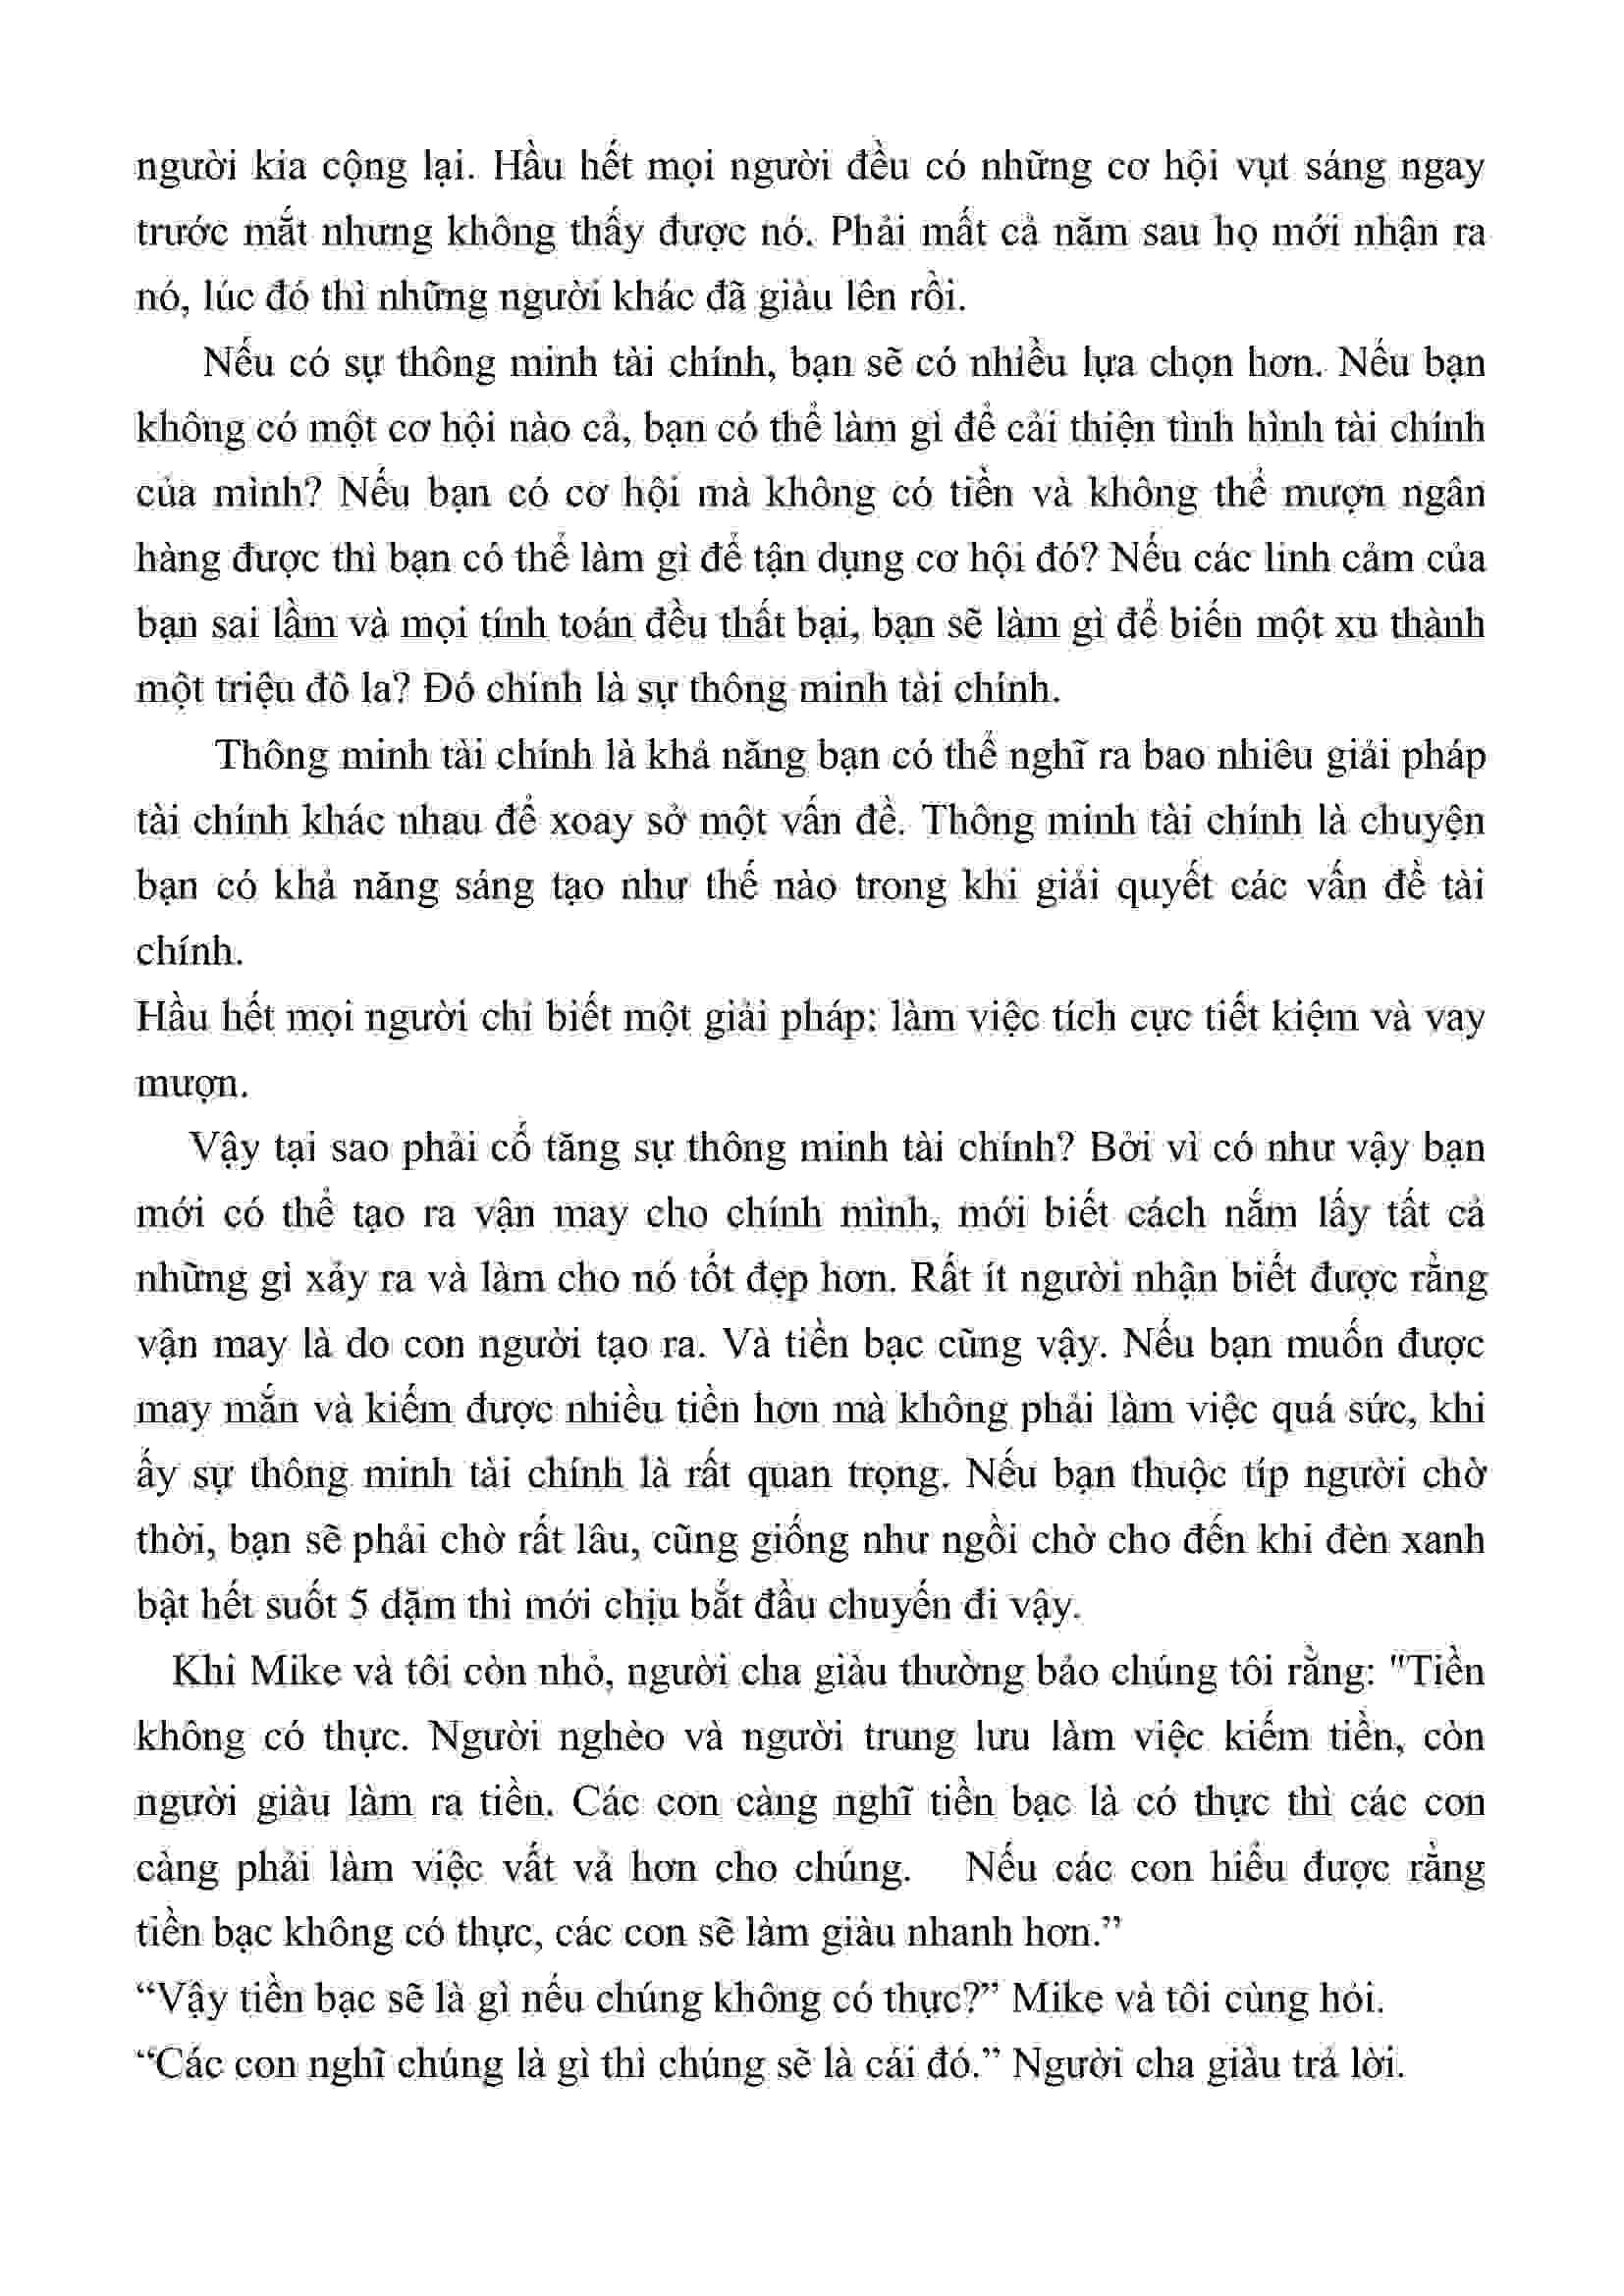 người kia cộng lại. Hầu hết mọi người đều có những cơ hội vụt sáng ngay
trước mắt nhưng không thấy được nó. Phải mất cả năm sau họ mới nhận ra
nó, lúc đó thì những người khác đã giàu lên rồi.
Nếu có sự thông minh tài chính, bạn sẽ có nhiều lựa chọn hơn. Nếu bạn
không có một cơ hội nào cả, bạn có thể làm gì để cải thiện tình hình tài chính
của mình? Nếu bạn có cơ hội mà không có tiền và không thể mượn ngân
hàng được thì bạn có thể làm gì để tận dụng cơ hội đó? Nếu các linh cảm của
bạn sai lầm và mọi tính toán đều thất bại, bạn sẽ làm gì để biến một xu thành
một triệu đô la? Đó chính là sự thông minh tài chính.
Thông minh tài chính là khả năng bạn có thể nghĩ ra bao nhiêu giải pháp
tài chính khác nhau để xoay sở một vấn đề. Thông minh tài chính là chuyện
bạn có khả năng sáng tạo như thế nào trong khi giải quyết các vấn đề tài
chính.
Hầu hết mọi người chỉ biết một giải pháp: làm việc tích cực tiết kiệm và vay
mượn.
Vậy tại sao phải cố tăng sự thông minh tài chính? Bởi vì có như vậy bạn
mới có thể tạo ra vận may cho chính mình, mới biết cách nắm lấy tất cả
những gì xảy ra và làm cho nó tốt đẹp hơn. Rất ít người nhận biết được rằng
vận may là do con người tạo ra. Và tiền bạc cũng vậy. Nếu bạn muốn được
may mắn và kiếm được nhiều tiền hơn mà không phải làm việc quá sức, khi
ấy sự thông minh tài chính là rất quan trọng. Nếu bạn thuộc típ người chờ
thời, bạn sẽ phải chờ rất lâu, cũng giống như ngồi chờ cho đến khi đèn xanh
bật hết suốt 5 dặm thì mới chịu bắt đầu chuyến đi vậy.
Khi Mike và tôi còn nhỏ, người cha giàu thường bảo chúng tôi rằng: "Tiền
không có thực. Người nghèo và người trung lưu làm việc kiếm tiền, còn
người giàu làm ra tiền. Các con càng nghĩ tiền bạc là có thực thì các con
càng phải làm việc vất vả hơn cho chúng. Nếu các con hiểu được rằng
tiền bạc không có thực, các con sẽ làm giàu nhanh hơn.”
“Vậy tiền bạc sẽ là gì nếu chúng không có thực?” Mike và tôi cùng hỏi.
“Các con nghĩ chúng là gì thì chúng sẽ là cái đó.” Người cha giàu trả lời.